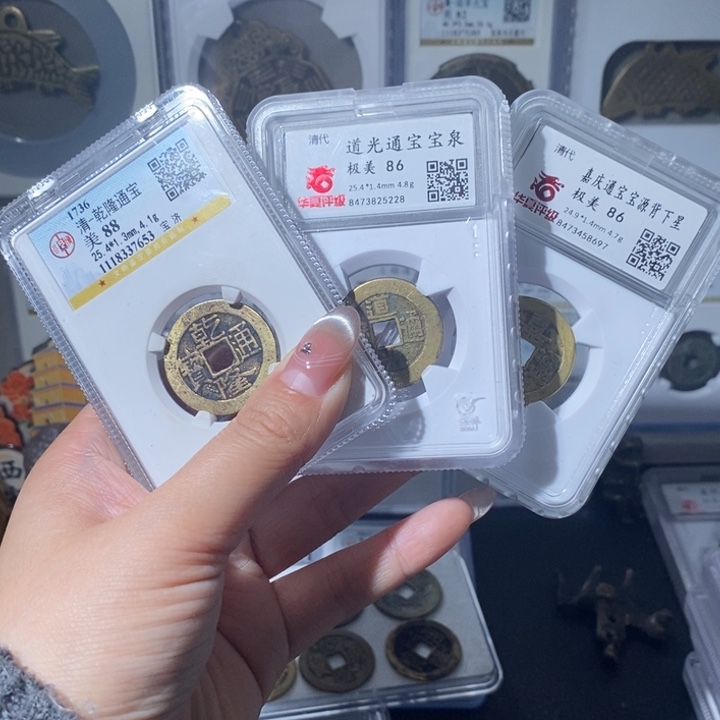 1736
清-乾隆通宝
美 88
25.4*1.3mm, 4.1g
1118337653 宝济
乾隆通寶
清代
道光通宝宝泉
极美 86
25.4*1.4mm 4.8g
华夏评级
8473825228
道
清代
嘉庆通宝宝源背下星
极美 86
24.9*1.4mm 4.7g
华夏评级
8473458697
西